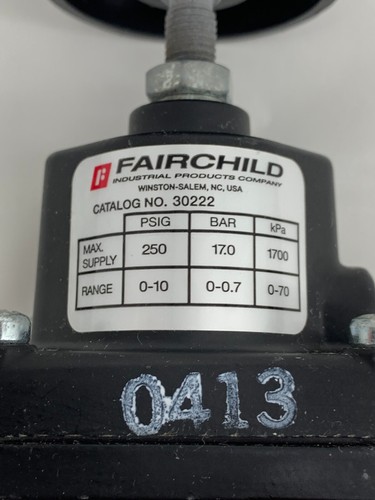 FAIRCHILD
INDUSTRIAL PRODUCTS COMPANY
WINSTON-SALEM, NC, USA
CATALOG NO. 30222
PSIG BAR kPa
MAX. SUPPLY 250 17.0 1700
RANGE 0-10 0-0.7 0-70
0413